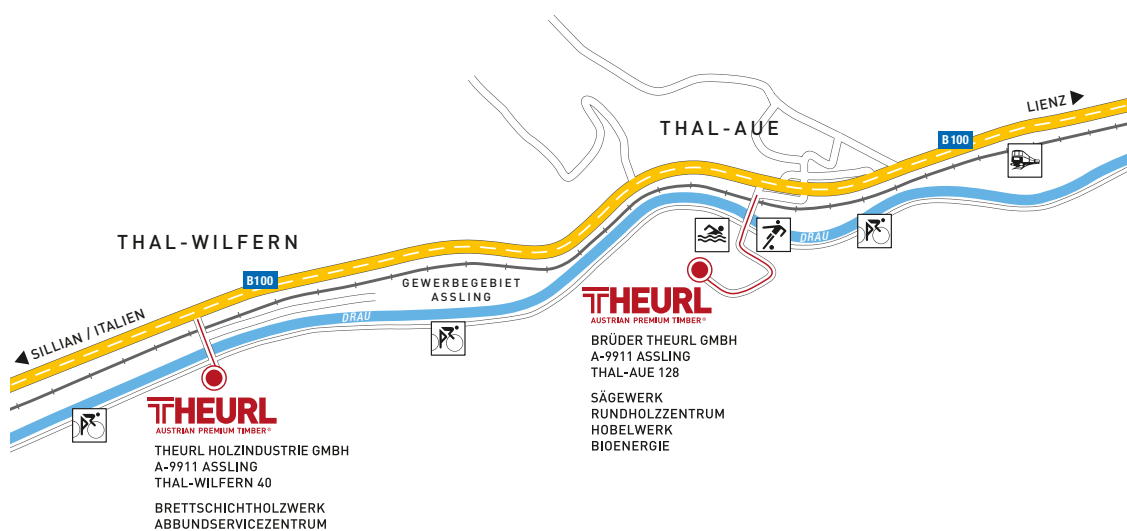 LIENZ
THAL-AUE
B100
THAL-WILFERN
DRAU
B100
GEWERBEGEBIET
ASSLING
SILLIAN / ITALIEN
DRAU
THEURL
AUSTRIAN PREMIUM TIMBER®
BRÜDER THEURL GMBH
A-9911 ASSLING
THAL-AUE 128
SÄGEWERK
RUNDHOLZZENTRUM
HOBELWERK
BIOENERGIE
THEURL
AUSTRIAN PREMIUM TIMBER®
THEURL HOLZINDUSTRIE GMBH
A-9911 ASSLING
THAL-WILFERN 40
BRETTSCHICHTHOLZWERK
ABBUNDSERVICEZENTRUM